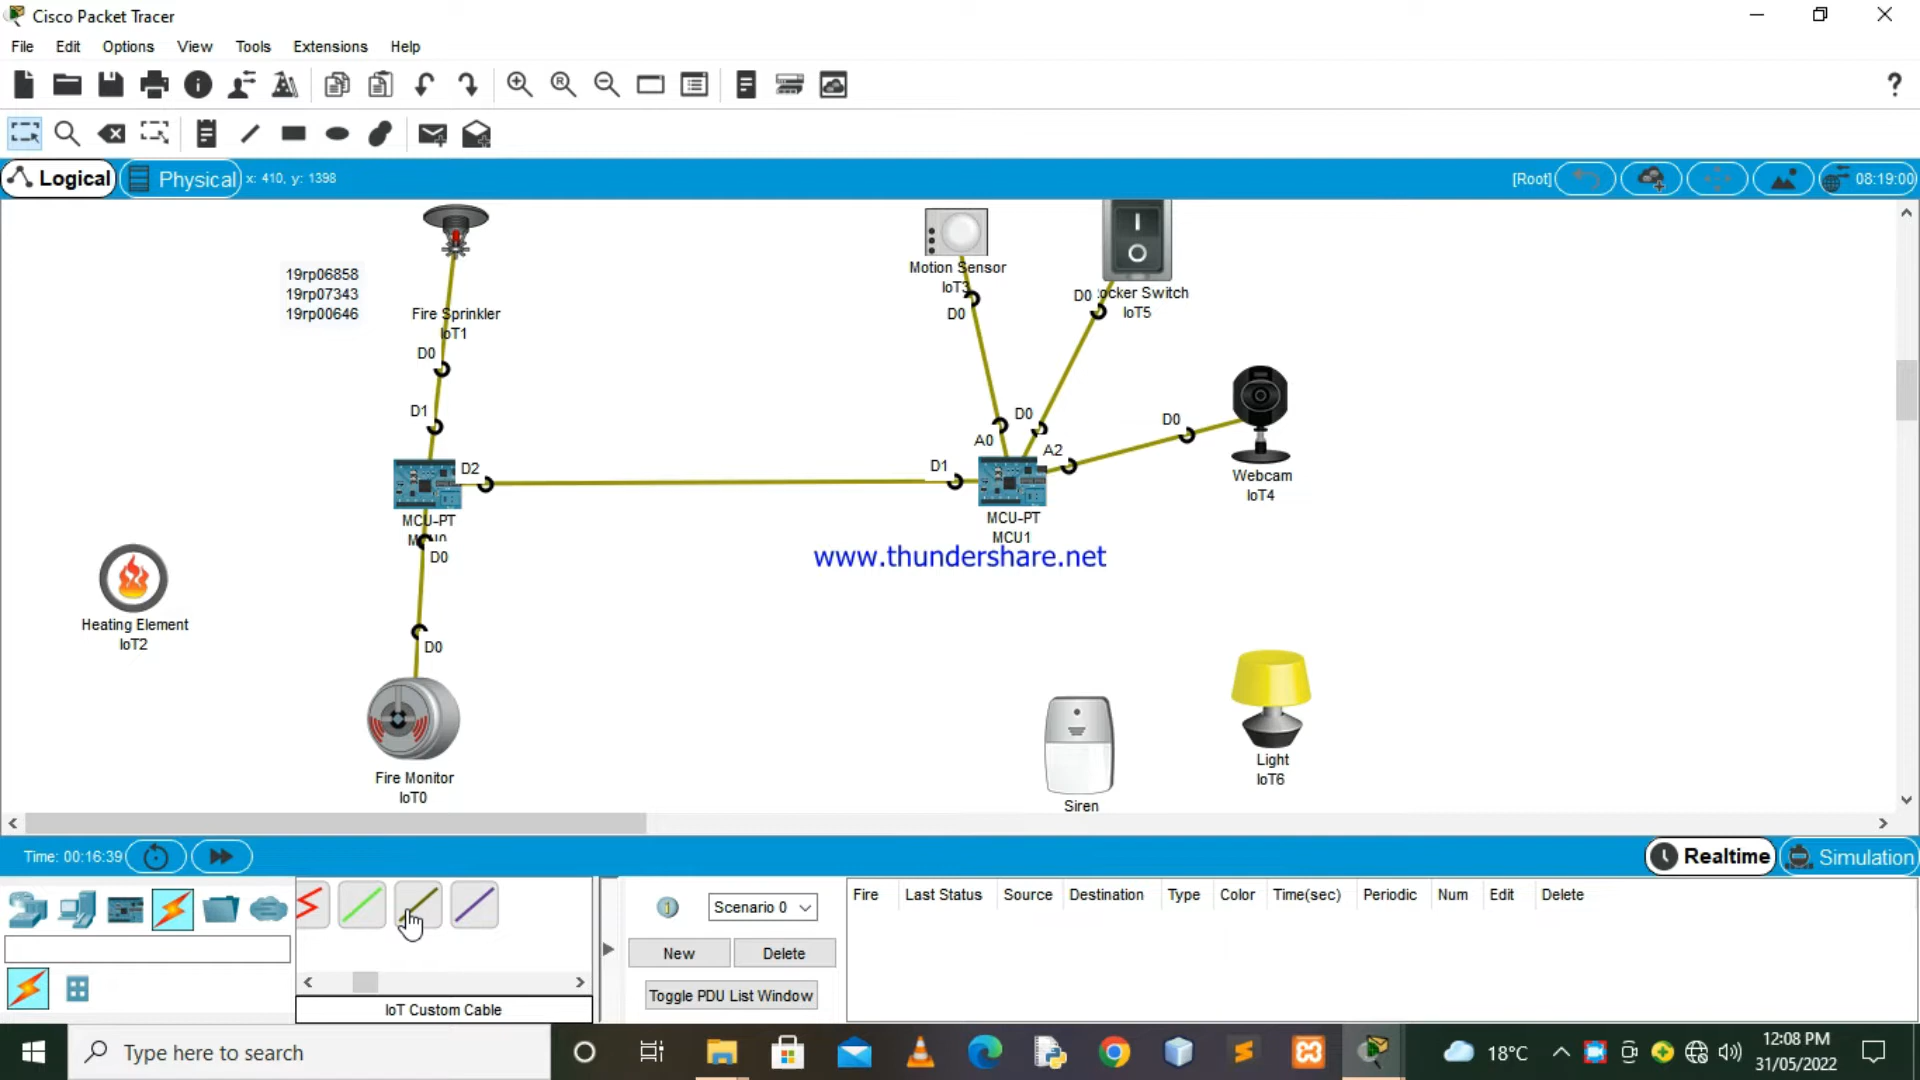 Cisco Packet Tracer
File Edit Options View Tools Extensions Help
Logical Physical x: 410, y: 1398 [Root] 08:19:00
19rp06858
19rp07343
19rp00646
Fire Sprinkler
IoT1
D0
D1
D2
MCU-PT
D0
D0
Heating Element
IoT2
Fire Monitor
IoT0
Motion Sensor
IoT3
D0
D0 ocker Switch
IoT5
D0
A0
A2
D0
D1
MCU-PT
MCU1
Webcam
IoT4
www.thundershare.net
Siren
Light
IoT6
Time: 00:16:39 Realtime Simulation
Scenario 0
New Delete
Toggle PDU List Window
Fire Last Status Source Destination Type Color Time(sec) Periodic Num Edit Delete
IoT Custom Cable
Type here to search
18°C
12:08 PM
31/05/2022